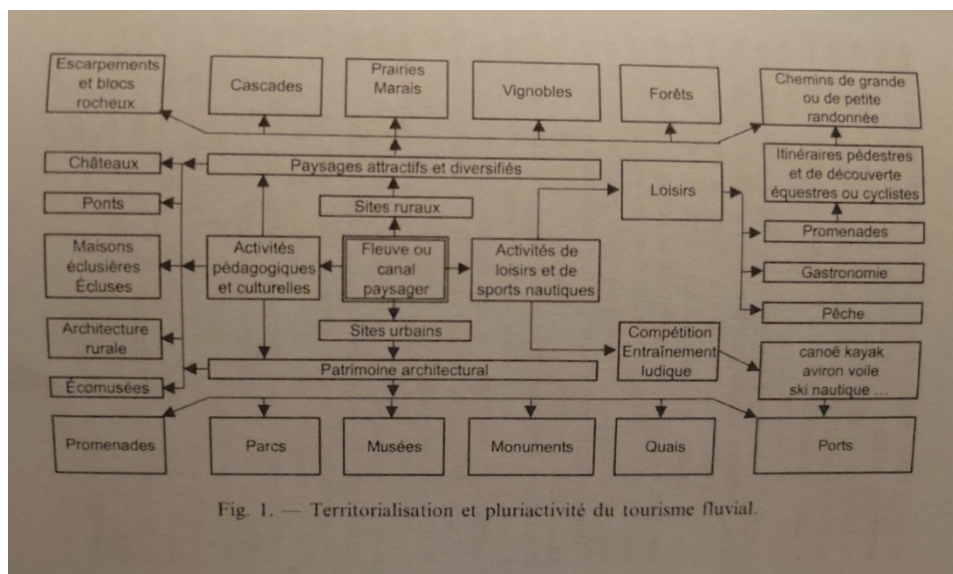 Escarpements
et blocs
rocheux
Cascades
Prairies
Marais
Vignobles
Forêts
Chemins de grande
ou de petite
randonnée
Châteaux
Paysages attractifs et diversifiés
Loisirs
Itinéraires pédestres
et de découverte
équestres ou cyclistes
Ponts
Sites ruraux
Promenades
Maisons
éclusières
Écluses
Activités
pédagogiques
et culturelles
Fleuve ou
canal
paysager
Activités de
loisirs et de
sports nautiques
Gastronomie
Pêche
Architecture
rurale
Sites urbains
Compétition
Entraînement
ludique
canoë kayak
aviron voile
ski nautique ...
Écomusées
Patrimoine architectural
Promenades
Parcs
Musées
Monuments
Quais
Ports
Fig. 1. — Territorialisation et pluriactivité du tourisme fluvial.